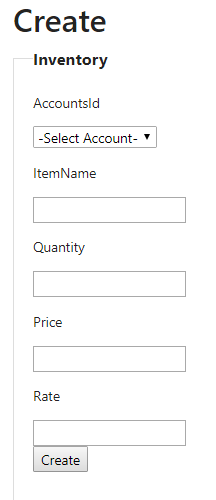 Create
Inventory
AccountsId
-Select Account-
ItemName
Quantity
Price
Rate
Create